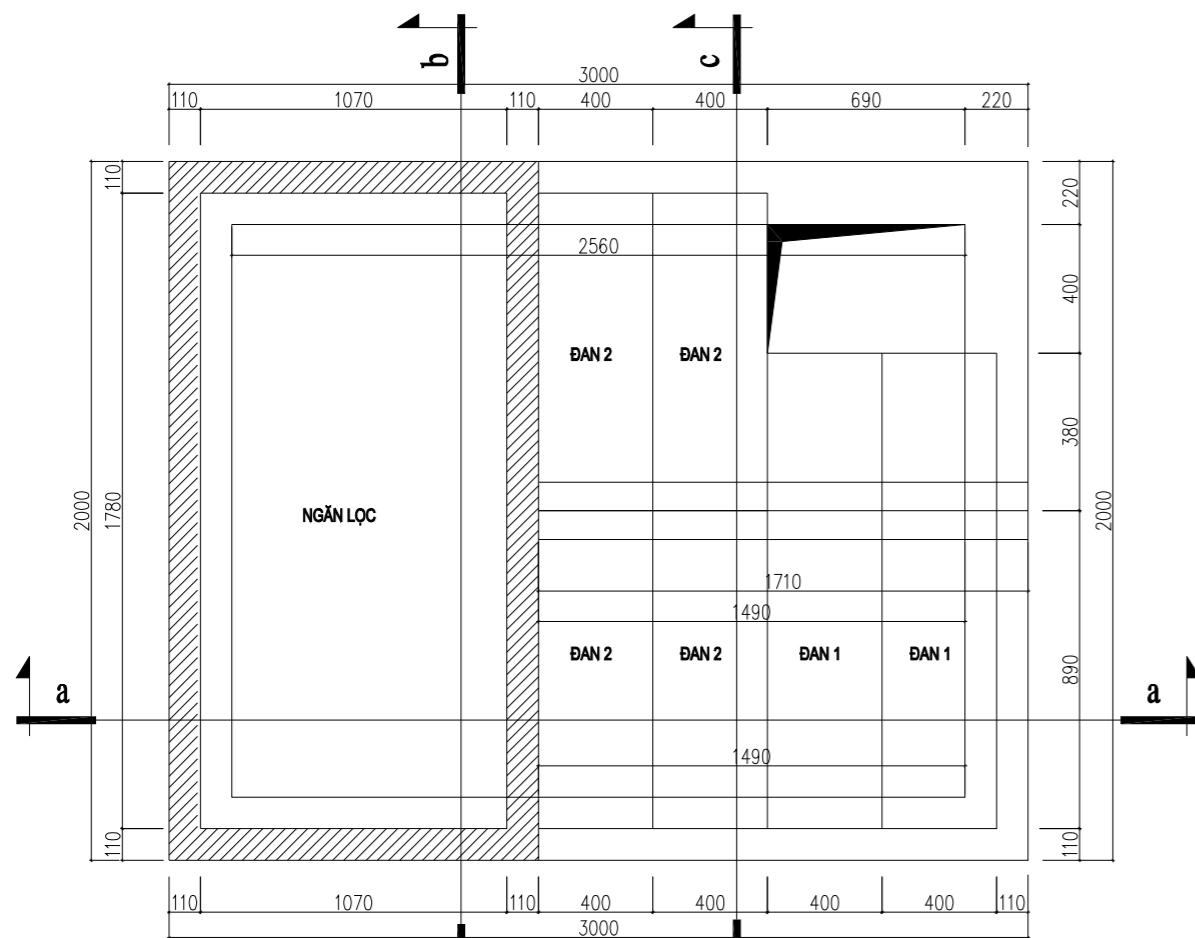 b
c
3000
110 1070 110 400 400 690 220
110
220
2560
400
ĐAN 2 ĐAN 2
380
2000
1780
NGĂN LỌC
2000
1710
1490
ĐAN 2 ĐAN 2 ĐAN 1 ĐAN 1
890
a
a
1490
110
110
110 1070 110 400 400 400 400 110
3000